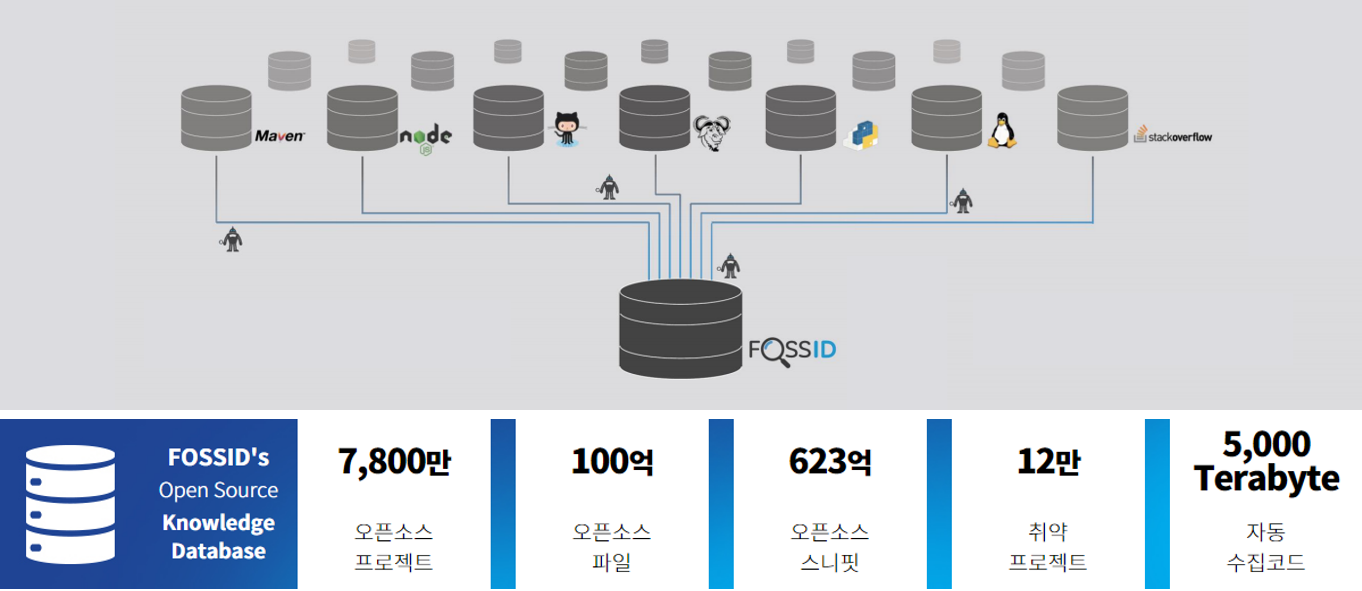 Maven
node
JS
stackoverflow
FOSSID
FOSSID's
Open Source
Knowledge
Database
7,800만
오픈소스
프로젝트
100억
오픈소스
파일
623억
오픈소스
스니핏
12만
취약
프로젝트
5,000
Terabyte
자동
수집코드